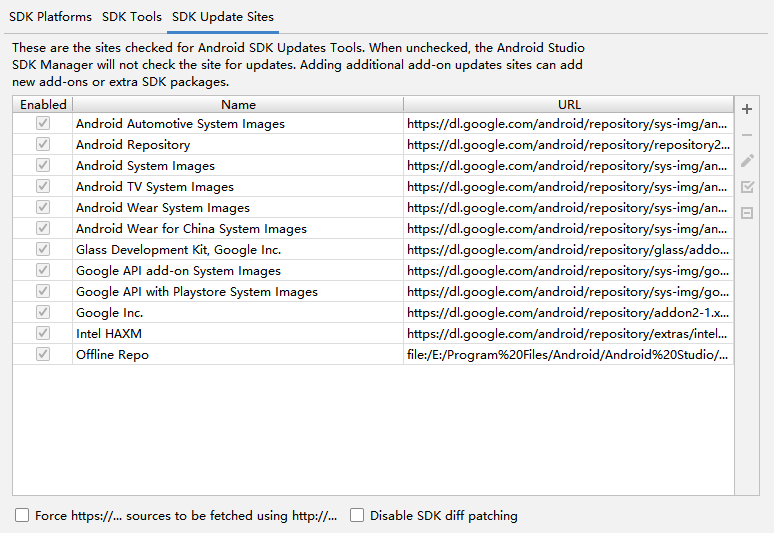 SDK Platforms SDK Tools SDK Update Sites
These are the sites checked for Android SDK Updates Tools. When unchecked, the Android Studio
SDK Manager will not check the site for updates. Adding additional add-on updates sites can add
new add-ons or extra SDK packages.
Enabled Name URL
Android Automotive System Images https://dl.google.com/android/repository/sys-img/an...
Android Repository https://dl.google.com/android/repository/repository2...
Android System Images https://dl.google.com/android/repository/sys-img/an...
Android TV System Images https://dl.google.com/android/repository/sys-img/an...
Android Wear System Images https://dl.google.com/android/repository/sys-img/an...
Android Wear for China System Images https://dl.google.com/android/repository/sys-img/an...
Glass Development Kit, Google Inc. https://dl.google.com/android/repository/glass/addo...
Google API add-on System Images https://dl.google.com/android/repository/sys-img/go...
Google API with Playstore System Images https://dl.google.com/android/repository/sys-img/go...
Google Inc. https://dl.google.com/android/repository/addon2-1.x...
Intel HAXM https://dl.google.com/android/repository/extras/intel...
Offline Repo file:/E:/Program%20Files/Android/Android%20Studio/...
Force https://... sources to be fetched using http://... Disable SDK diff patching